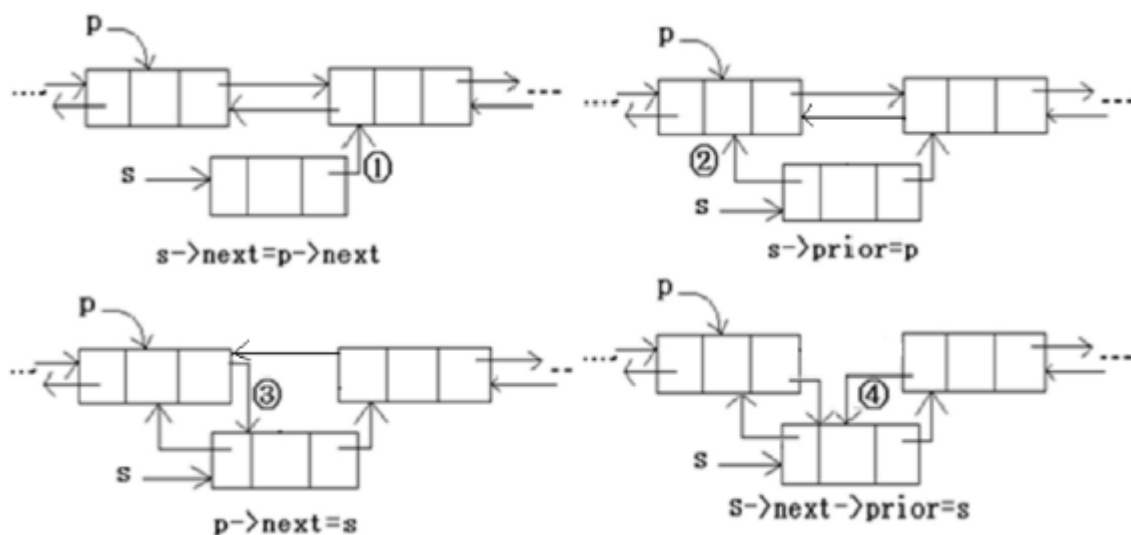 p
①
s
s->next=p->next
p
②
s
s->prior=p
p
③
s
p->next=s
p
④
s
s->next->prior=s